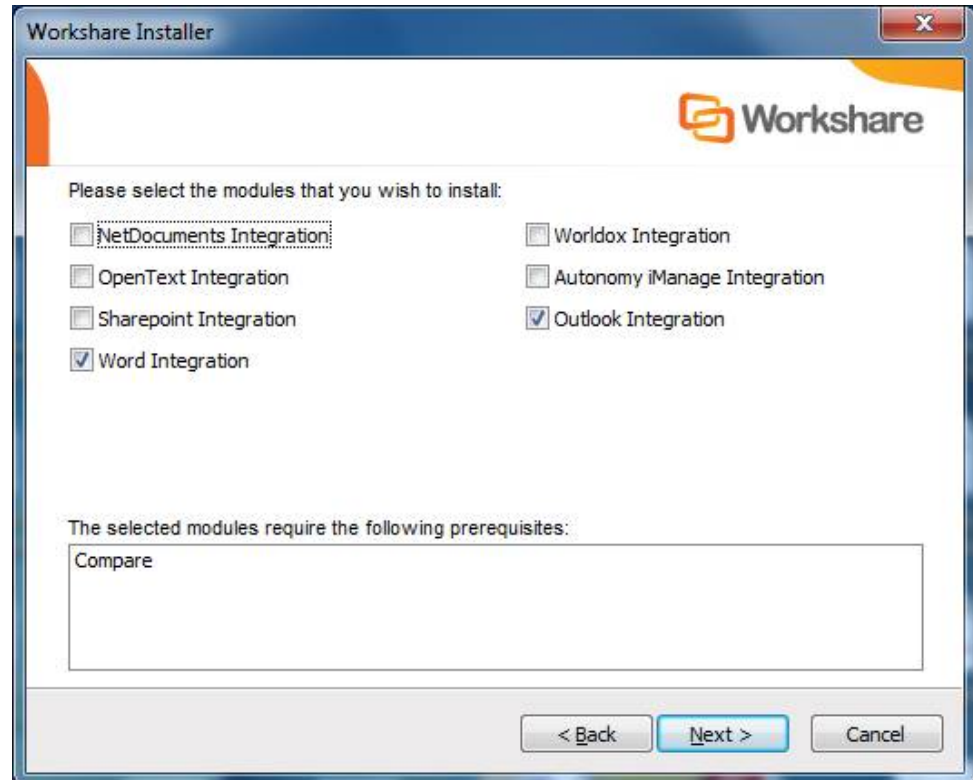 Workshare Installer
Workshare
Please select the modules that you wish to install:
NetDocuments Integration
Worldox Integration
OpenText Integration
Autonomy iManage Integration
Sharepoint Integration
Outlook Integration
Word Integration
The selected modules require the following prerequisites:
Compare
< Back
Next >
Cancel